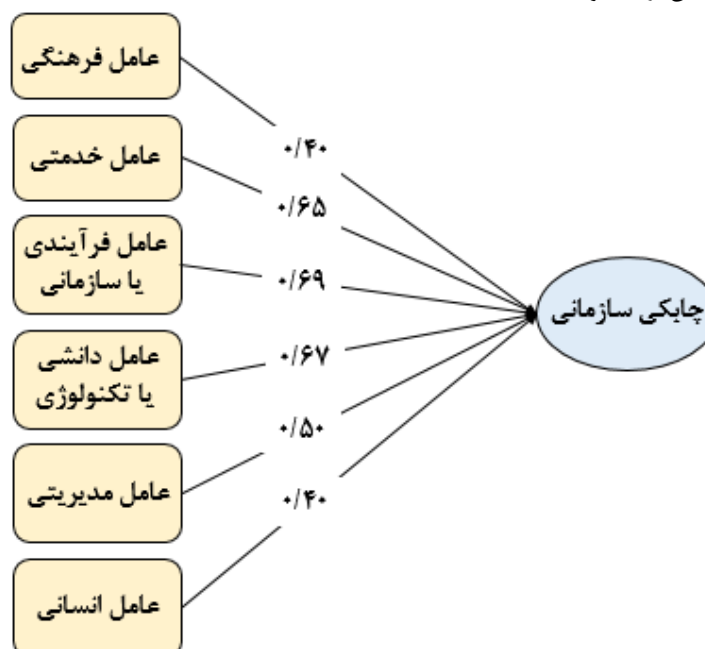 عامل فرهنگی
۰/۴۰
عامل خدمتی
۰/۶۵
عامل فرآیندی
یا سازمانی
۰/۶۹
چابکی سازمانی
عامل دانشی
یا تکنولوژی
۰/۶۷
۰/۵۰
عامل مدیریتی
۰/۴۰
عامل انسانی